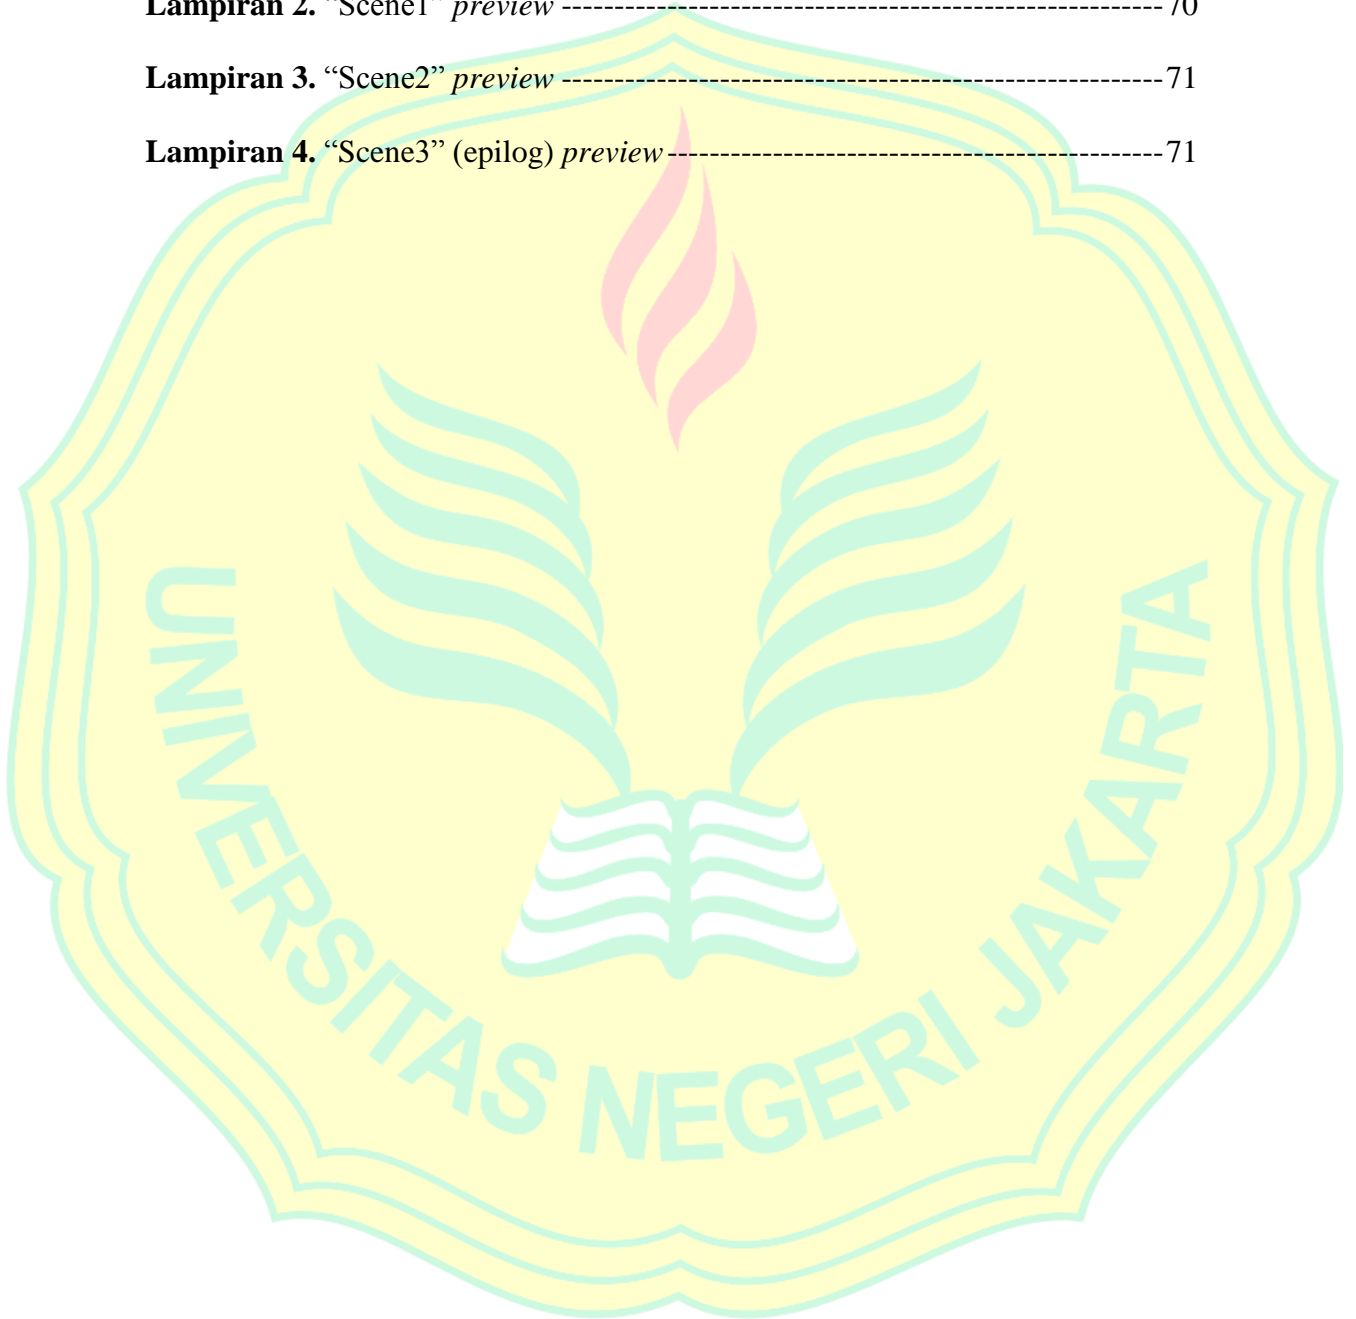 Lampiran 2. “Scene1” preview ---------------------------------------------------------- 70
Lampiran 3. “Scene2” preview ---------------------------------------------------------- 71
Lampiran 4. “Scene3” (epilog) preview ------------------------------------------------ 71
UNIVERSITAS NEGERI JAKARTA